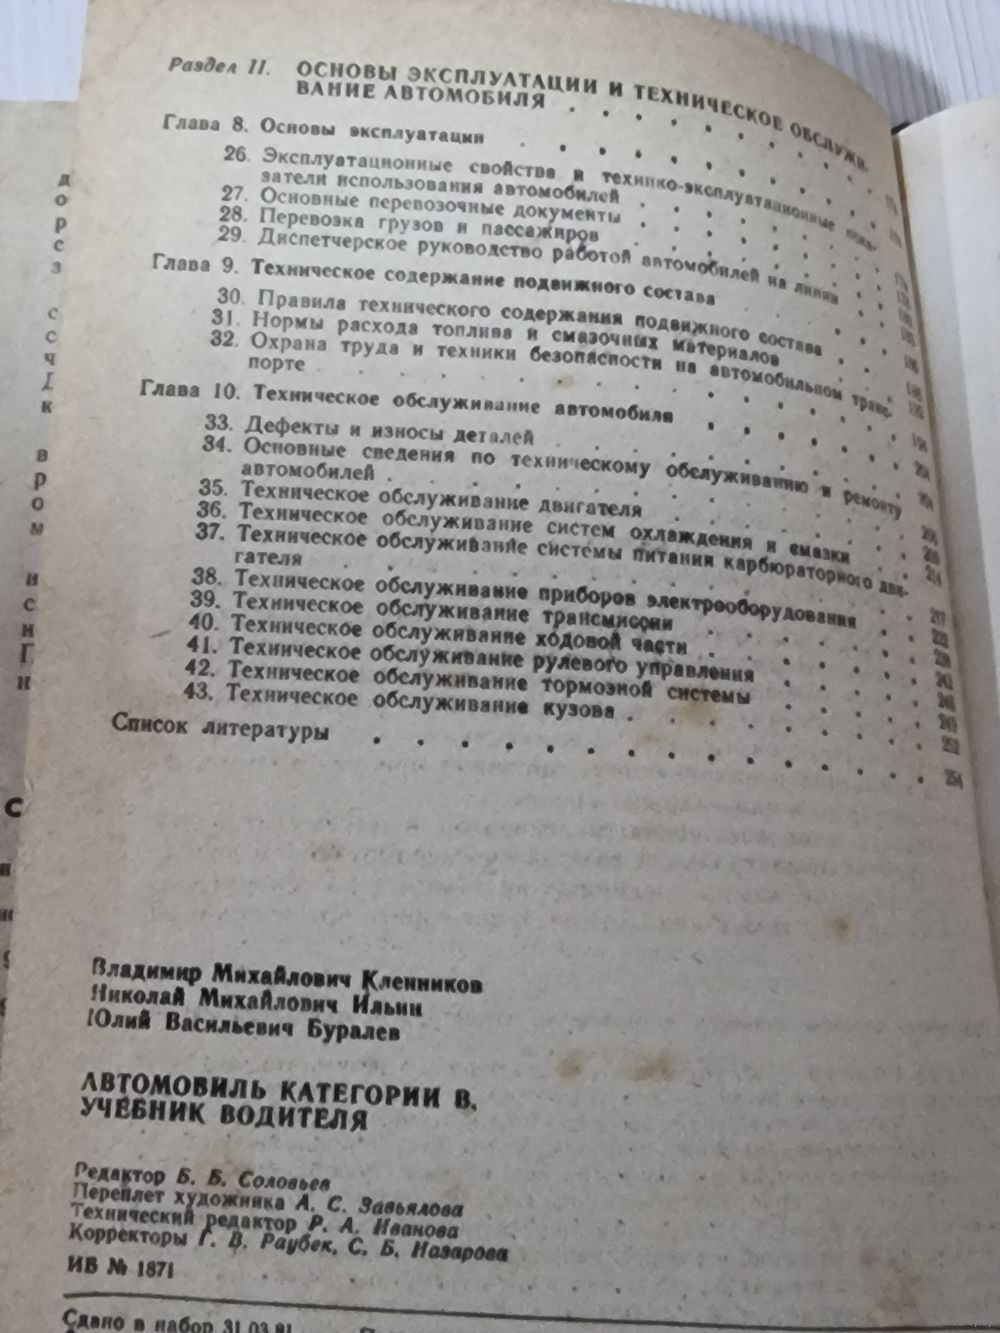 Раздел II. ОСНОВЫ ЭКСПЛУАТАЦИИ И ТЕХНИЧЕСКОЕ ОБСЛУЖИ-
ВАНИЕ АВТОМОБИЛЯ
Глава 8. Основы эксплуатации
26. Эксплуатационные свойства и технико-эксплуатационные пока-
затели использования автомобилей
27. Основные перевозочные документы
28. Перевозка грузов и пассажиров
29. Диспетчерское руководство работой автомобилей на линии
Глава 9. Техническое содержание подвижного состава
30. Правила технического содержания подвижного состава
31. Нормы расхода топлива и смазочных материалов
32. Охрана труда и техники безопасности на автомобильном транс-
порте
Глава 10. Техническое обслуживание автомобиля
33. Дефекты и износы деталей
34. Основные сведения по техническому обслуживанию и ремонту
автомобилей
35. Техническое обслуживание двигателя
36. Техническое обслуживание систем охлаждения и смазки
37. Техническое обслуживание системы питания карбюраторного дви-
гателя
38. Техническое обслуживание приборов электрооборудования 217
39. Техническое обслуживание трансмиссии
40. Техническое обслуживание ходовой части
41. Техническое обслуживание рулевого управления 242
42. Техническое обслуживание тормозной системы
43. Техническое обслуживание кузова
Список литературы 254
Владимир Михайлович Кленников
Николай Михайлович Ильин
Юлий Васильевич Буралев
АВТОМОБИЛЬ КАТЕГОРИИ В.
УЧЕБНИК ВОДИТЕЛЯ
Редактор Б. Б. Соловьев
Переплет художника А. С. Завьялова
Технический редактор Р. А. Иванова
Корректоры Г. В. Раубек, С. Б. Назарова
ИБ № 1871
Сдано в набор 31.03.81.